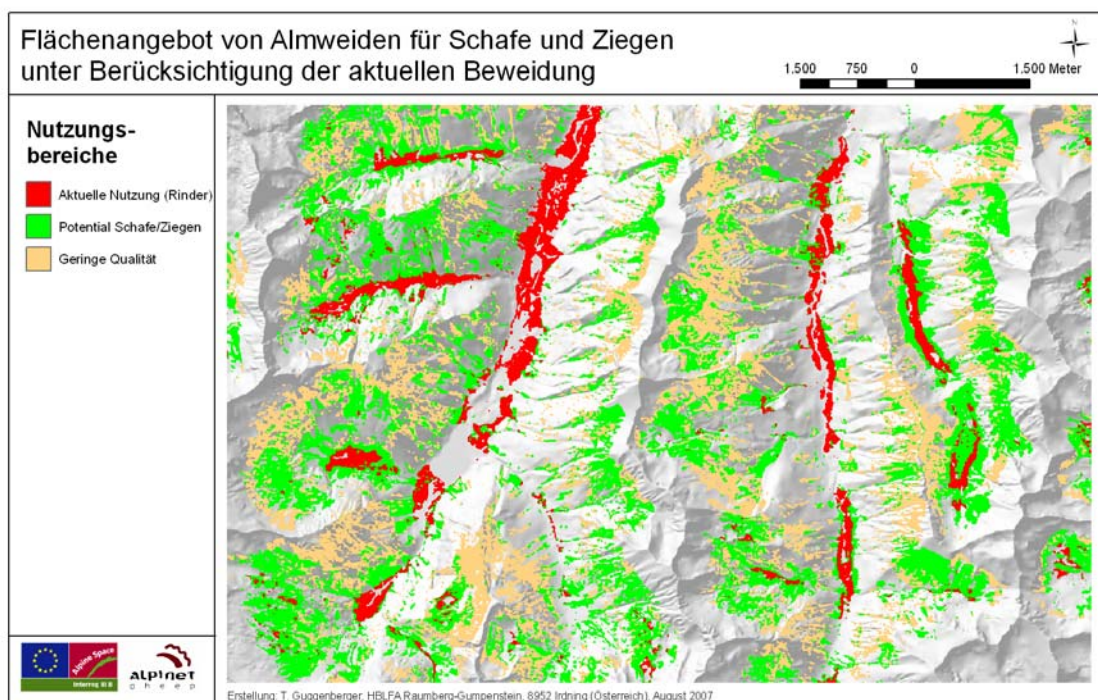 Flächenangebot von Almweiden für Schafe und Ziegen
unter Berücksichtigung der aktuellen Beweidung
N
1.500 750 0 1.500 Meter
Nutzungs-
bereiche
Aktuelle Nutzung (Rinder)
Potential Schafe/Ziegen
Geringe Qualität
Alpine Space
Interreg III B
alpinet
gheep
Erstellung: T. Guggenberger, HBLFA Raumberg-Gumpenstein, 8952 Irdning (Österreich), August 2007